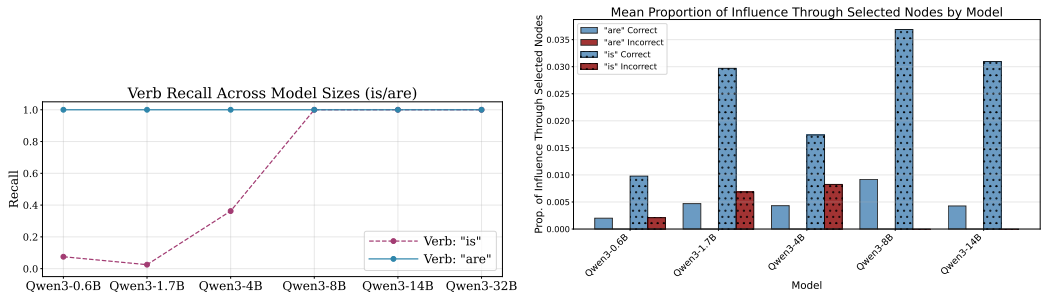 Verb Recall Across Model Sizes (is/are)
Recall
1.0
0.8
0.6
0.4
0.2
0.0
Verb: "is"
Verb: "are"
Qwen3-0.6B
Qwen3-1.7B
Qwen3-4B
Qwen3-8B
Qwen3-14B
Qwen3-32B
Mean Proportion of Influence Through Selected Nodes by Model
Prop. of Influence Through Selected Nodes
0.035
0.030
0.025
0.020
0.015
0.010
0.005
0.000
"are" Correct
"are" Incorrect
"is" Correct
"is" Incorrect
Qwen3-0.6B
Qwen3-1.7B
Qwen3-4B
Qwen3-8B
Qwen3-14B
Model